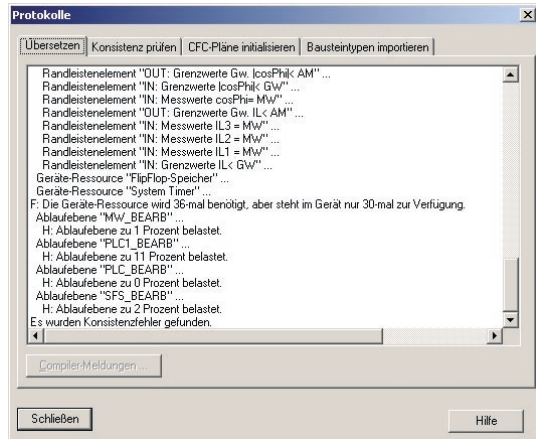 Protokolle
Übersetzen Konsistenz prüfen CFC-Pläne initialisieren Bausteintypen importieren
Randleistenelement "OUT: Grenzwerte Gw. |cosPhi|< AM" ...
Randleistenelement "IN: Grenzwerte |cosPhi|< GW" ...
Randleistenelement "IN: Messwerte cosPhi= MW" ...
Randleistenelement "OUT: Grenzwerte Gw. IL< AM" ...
Randleistenelement "IN: Messwerte IL3 = MW" ...
Randleistenelement "IN: Messwerte IL2 = MW" ...
Randleistenelement "IN: Messwerte IL1 = MW" ...
Randleistenelement "IN: Grenzwerte IL< GW" ...
Geräte-Ressource "FlipFlop-Speicher" ...
Geräte-Ressource "System Timer" ...
F: Die Geräte-Ressource wird 36-mal benötigt, aber steht im Gerät nur 30-mal zur Verfügung.
Ablaufebene "MW_BEARB" ...
H: Ablaufebene zu 1 Prozent belastet.
Ablaufebene "PLC1_BEARB" ...
H: Ablaufebene zu 11 Prozent belastet.
Ablaufebene "PLC_BEARB" ...
H: Ablaufebene zu 0 Prozent belastet.
Ablaufebene "SFS_BEARB" ...
H: Ablaufebene zu 2 Prozent belastet.
Es wurden Konsistenzfehler gefunden.
Compiler-Meldungen ...
Schließen Hilfe